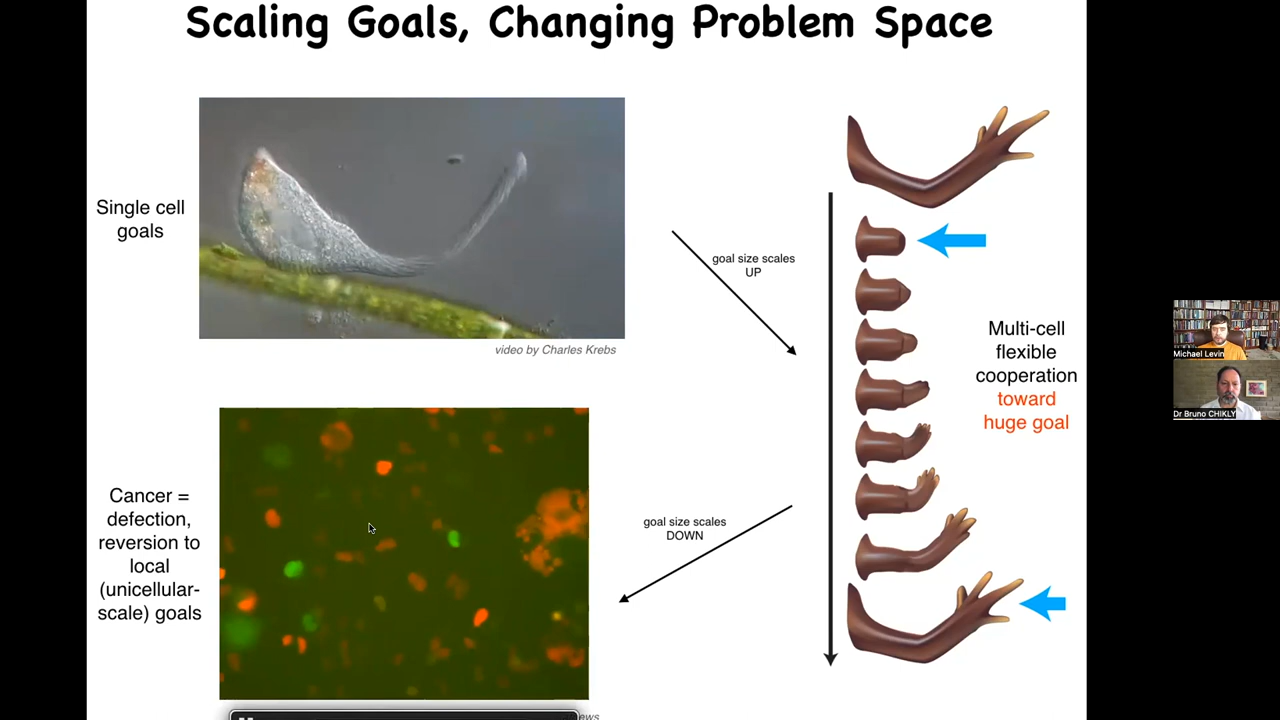 Scaling Goals, Changing Problem Space
Single cell
goals
video by Charles Krebs
goal size scales
UP
Multi-cell
flexible
cooperation
toward
huge goal
Michael Levin
Dr Bruno CHIKLY
Cancer =
defection,
reversion to
local
(unicellular-
scale) goals
goal size scales
DOWN